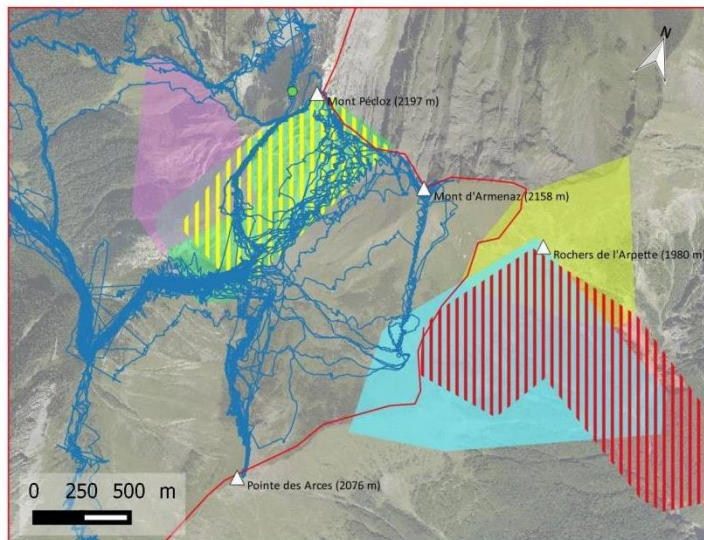 N
Mont Pécloz (2197 m)
Mont d'Armenaz (2158 m)
Rochers de l'Arpette (1980 m)
Pointe des Arces (2076 m)
0 250 500 m